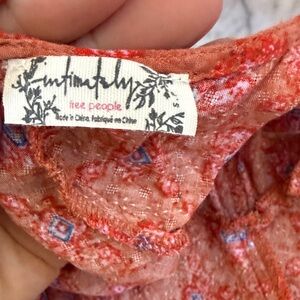 intimately
free people
S
Made in China. Fabriqué en Chine